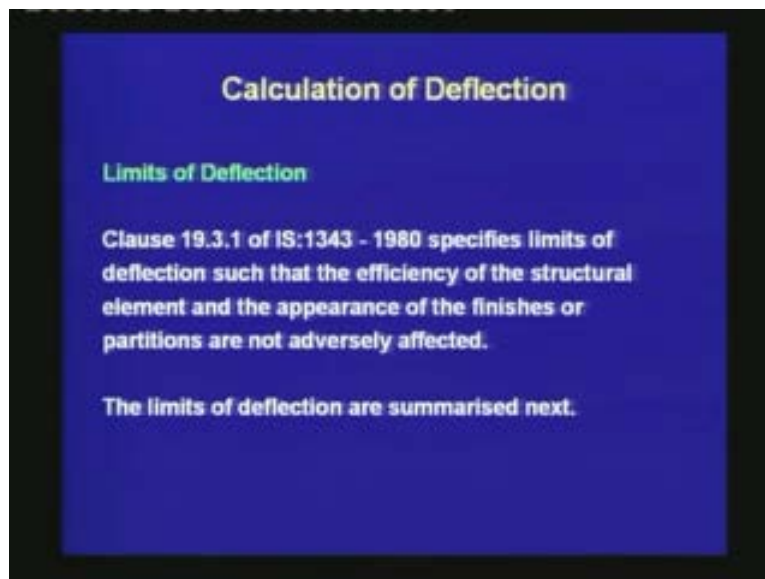 Calculation of Deflection
Limits of Deflection
Clause 19.3.1 of IS:1343 - 1980 specifies limits of
deflection such that the efficiency of the structural
element and the appearance of the finishes or
partitions are not adversely affected.
The limits of deflection are summarised next.